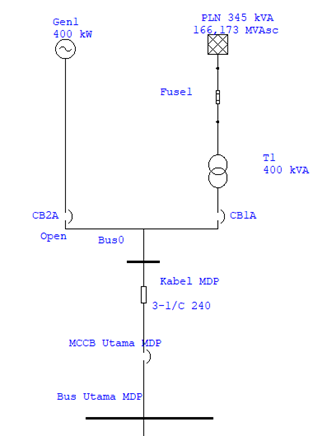 Gen1
400 kW
PLN 345 kVA
166,173 MVAsc
Fuse1
T1
400 kVA
CB2A
CB1A
Open
Bus0
Kabel MDP
3-1/C 240
MCCB Utama MDP
Bus Utama MDP